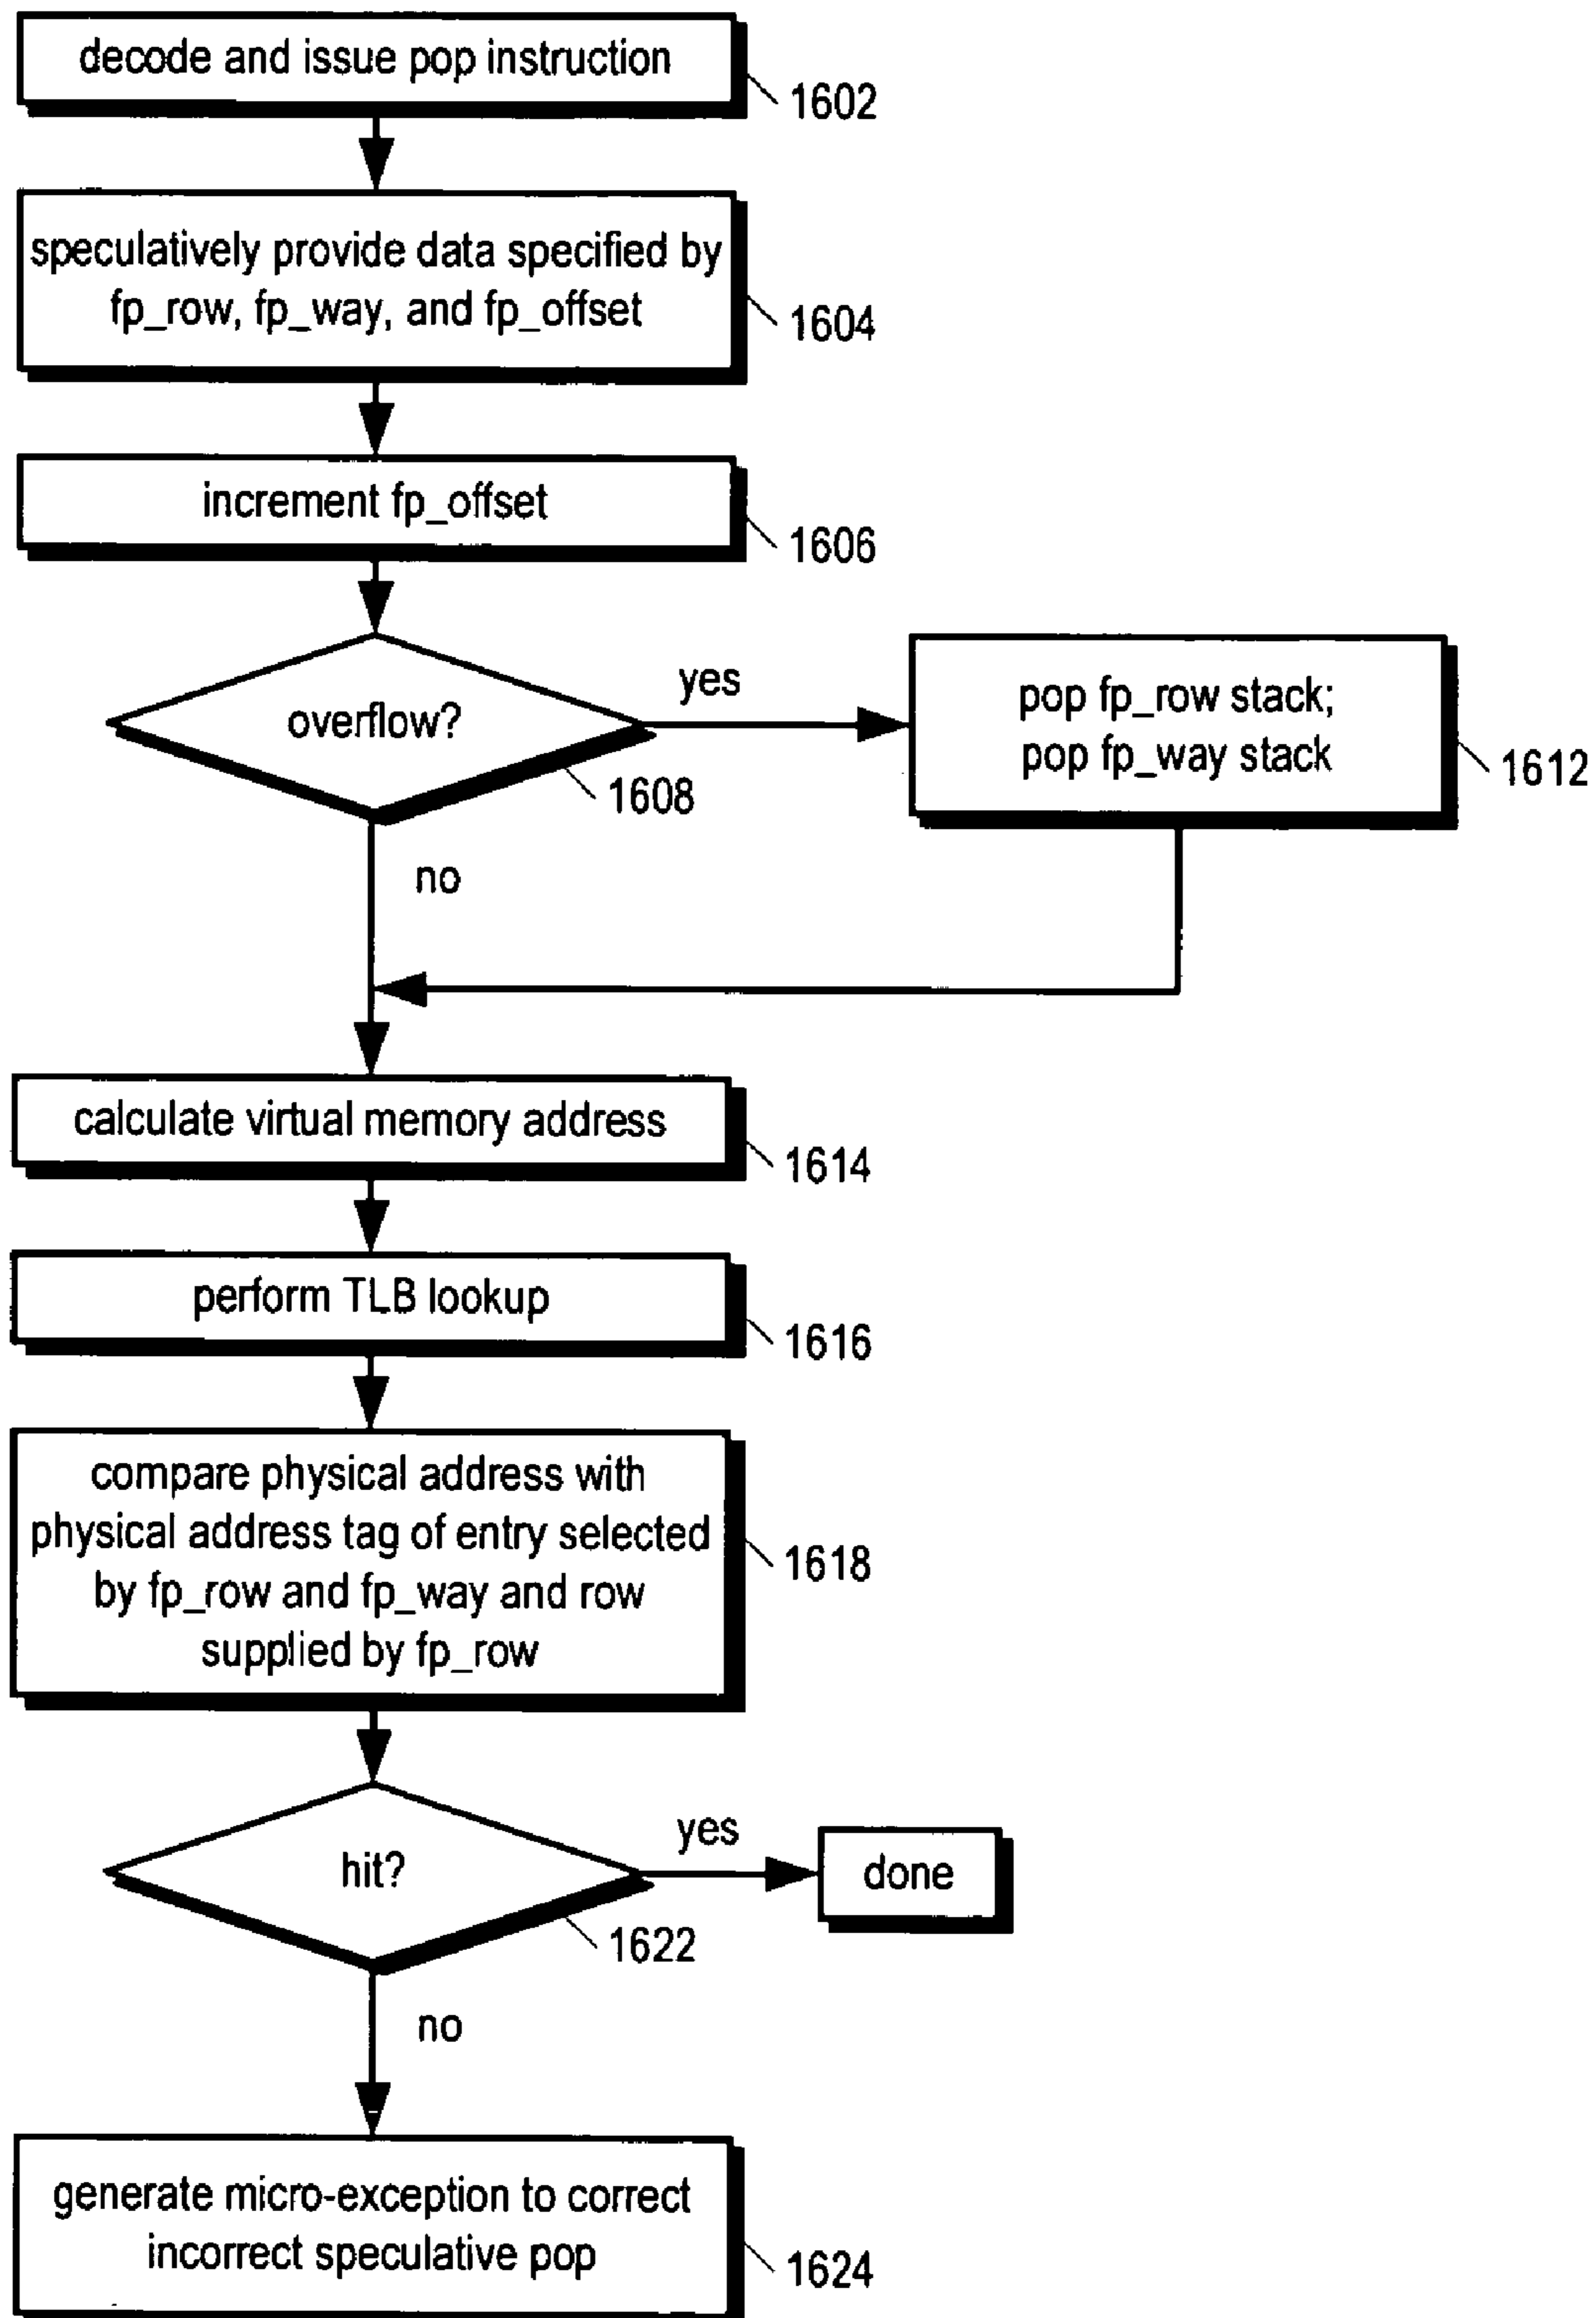 decode and issue pop instruction
1602
speculatively provide data specified by
fp_row, fp_way, and fp_offset
1604
increment fp_offset
1606
overflow?
1608
yes
pop fp_row stack;
pop fp_way stack
1612
no
calculate virtual memory address
1614
perform TLB lookup
1616
compare physical address with
physical address tag of entry selected
by fp_row and fp_way and row
supplied by fp_row
1618
hit?
1622
yes
done
no
generate micro-exception to correct
incorrect speculative pop
1624